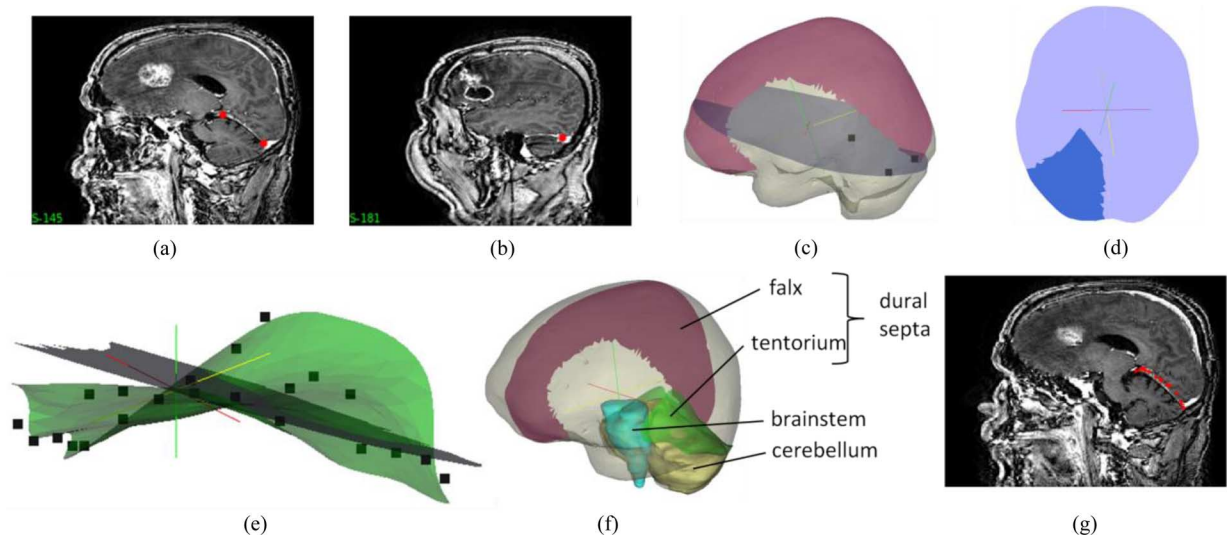 S-145
S-181
(a)
(b)
(c)
(d)
falx
dural
septa
tentorium
brainstem
cerebellum
(e)
(f)
(g)